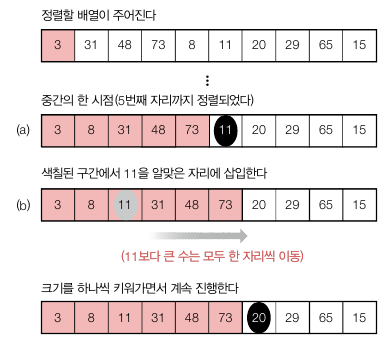 정렬할 배열이 주어진다
3 31 48 73 8 11 20 29 65 15
중간의 한 시점(5번째 자리까지 정렬되었다)
(a) 3 8 31 48 73 11 20 29 65 15
색칠된 구간에서 11을 알맞은 자리에 삽입한다
(b) 3 8 11 31 48 73 20 29 65 15
(11보다 큰 수는 모두 한 자리씩 이동)
크기를 하나씩 키워가면서 계속 진행한다
3 8 11 31 48 73 20 29 65 15